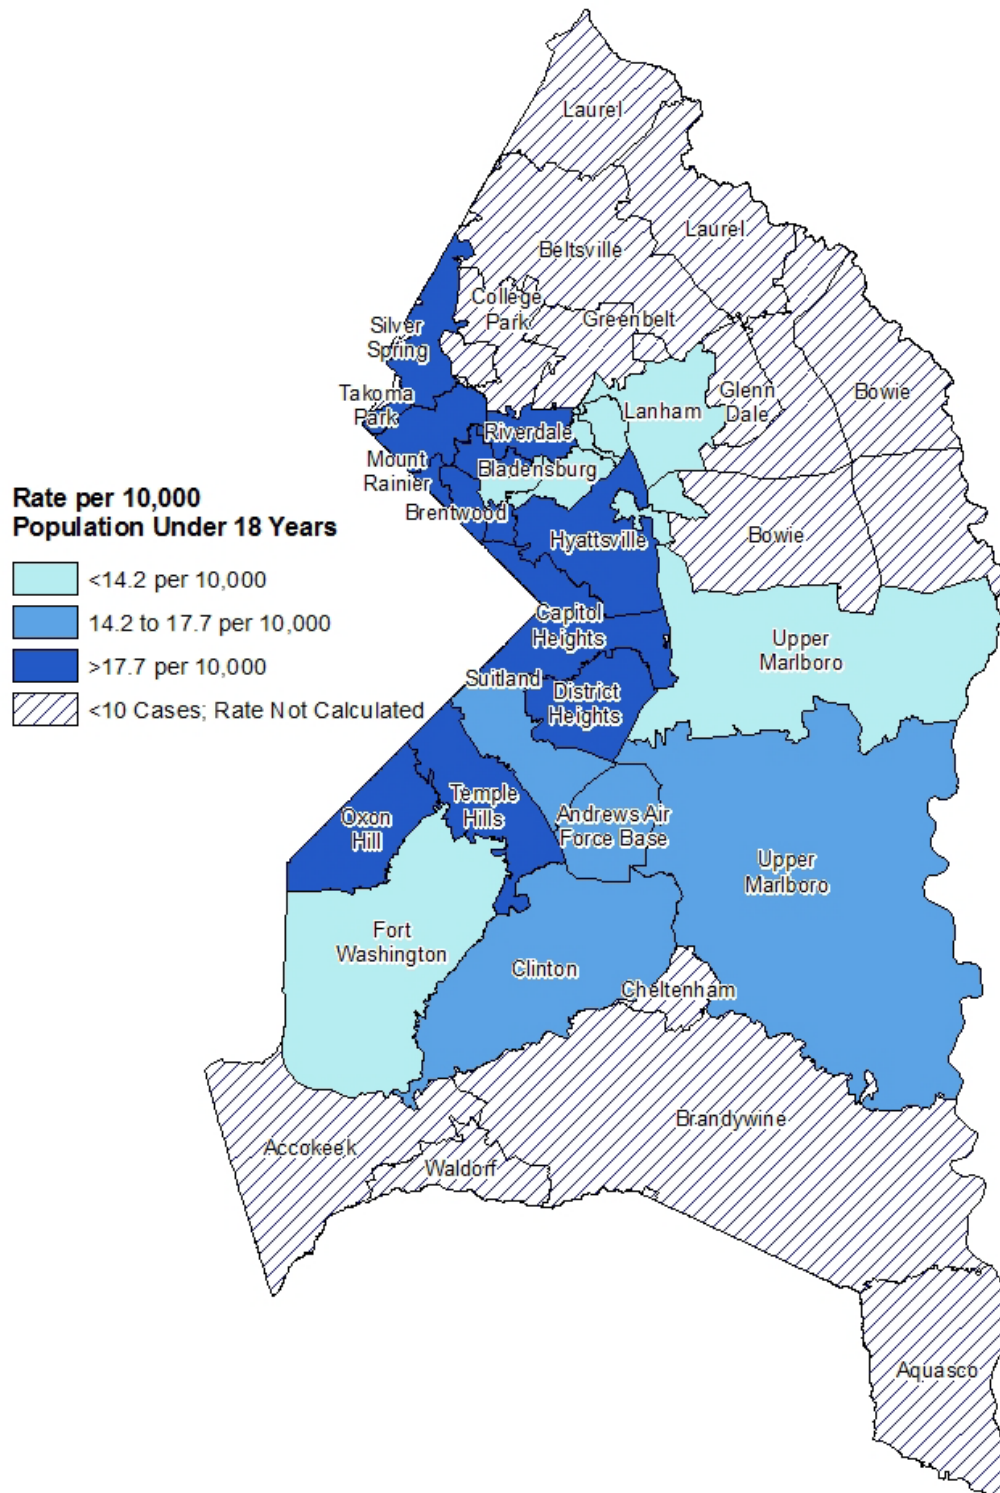 Laurel
Laurel
Beltsville
College
Park
Greenbelt
Silver
Spring
Takoma
Park
Glenn
Dale
Bowie
Lanham
Riverdale
Mount
Rainier
Bladensburg
Brentwood
Hyattsville
Bowie
Rate per 10,000
Population Under 18 Years
<14.2 per 10,000
14.2 to 17.7 per 10,000
>17.7 per 10,000
<10 Cases; Rate Not Calculated
Capitol
Heights
Upper
Marlboro
Suitland
District
Heights
Temple
Hills
Oxon
Hill
Andrews Air
Force Base
Upper
Marlboro
Fort
Washington
Clinton
Cheltenham
Brandywine
Accokeek
Waldorf
Aquasco